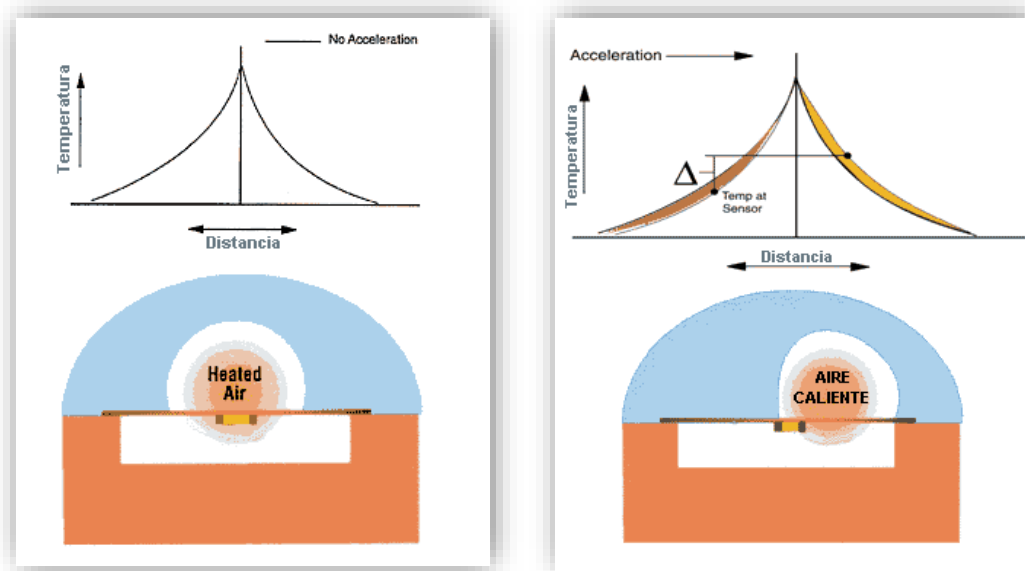 No Acceleration
Temperatura
Distancia
Heated
Air
Acceleration
Temperatura
Δ
Temp at
Sensor
Distancia
AIRE
CALIENTE